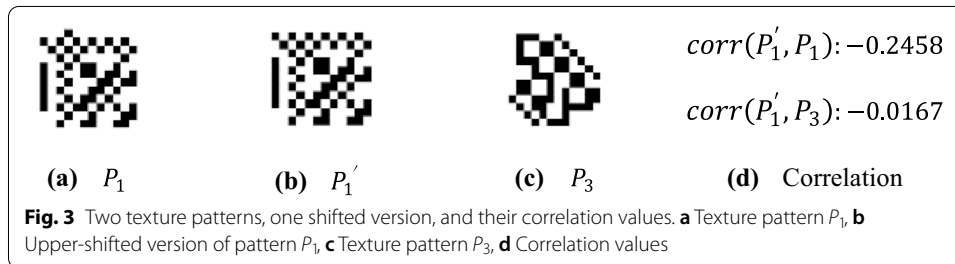 corr(P₁′, P₁): −0.2458
corr(P₁′, P₃): −0.0167
(a) P₁ (b) P₁′ (c) P₃ (d) Correlation
Fig. 3 Two texture patterns, one shifted version, and their correlation values. a Texture pattern P₁, b
Upper-shifted version of pattern P₁, c Texture pattern P₃, d Correlation values